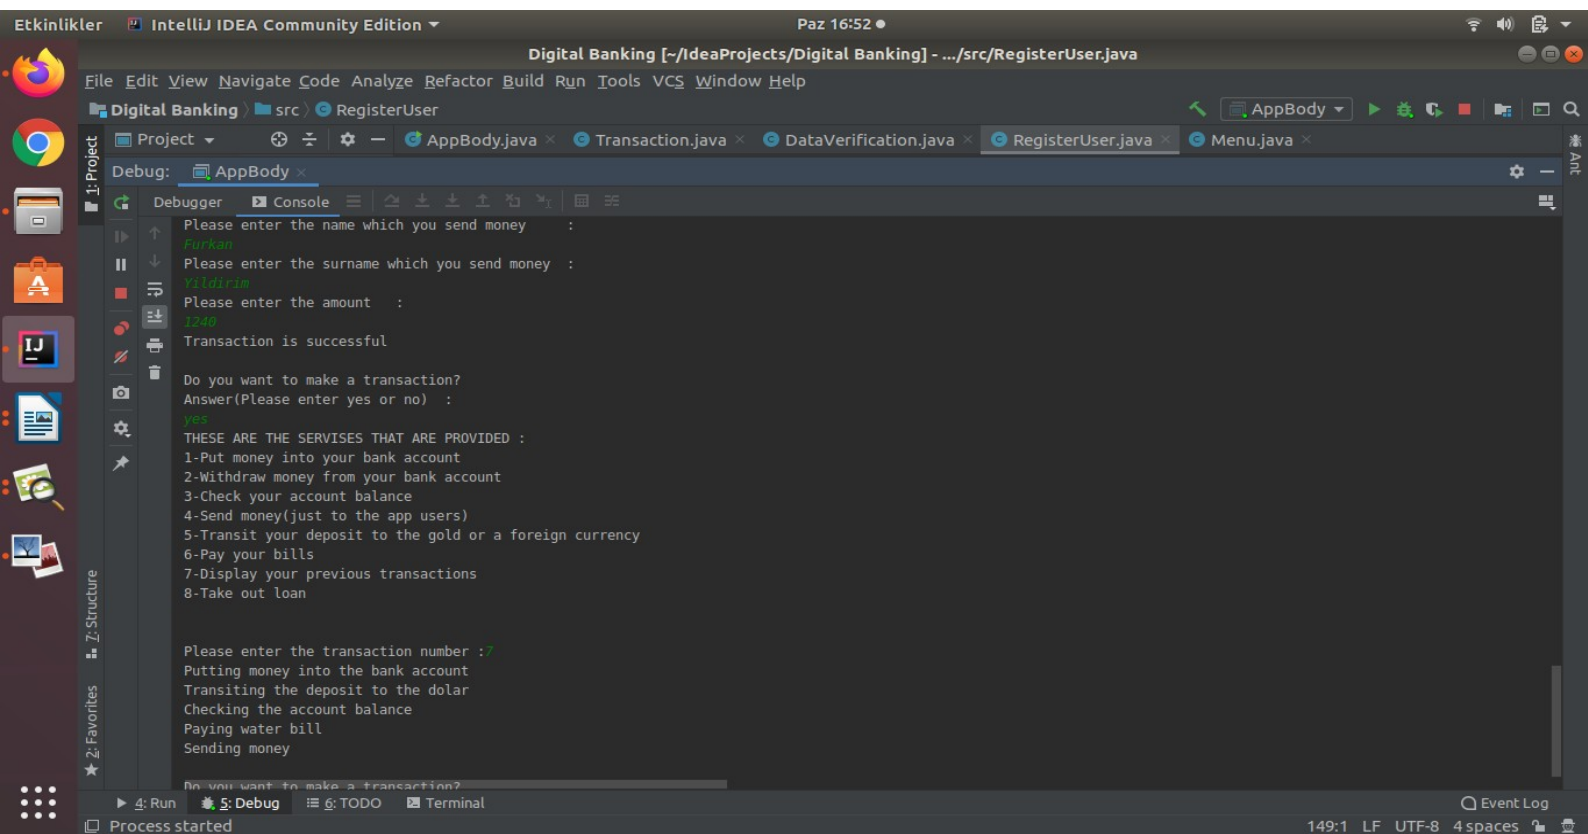 Etkinlikler IntelliJ IDEA Community Edition Paz 16:52
Digital Banking [~/IdeaProjects/Digital Banking] - .../src/RegisterUser.java
File Edit View Navigate Code Analyze Refactor Build Run Tools VCS Window Help
Digital Banking src RegisterUser AppBody
Project AppBody.java Transaction.java DataVerification.java RegisterUser.java Menu.java
1: Project
Ant
Debug: AppBody
Debugger Console
Please enter the name which you send money :
Furkan
Please enter the surname which you send money :
Yildirim
Please enter the amount :
1240
Transaction is successful
Do you want to make a transaction?
Answer(Please enter yes or no) :
yes
THESE ARE THE SERVISES THAT ARE PROVIDED :
1-Put money into your bank account
2-Withdraw money from your bank account
3-Check your account balance
4-Send money(just to the app users)
5-Transit your deposit to the gold or a foreign currency
6-Pay your bills
7-Display your previous transactions
8-Take out loan
7: Structure
Please enter the transaction number :7
Putting money into the bank account
Transiting the deposit to the dolar
Checking the account balance
Paying water bill
Sending money
2: Favorites
Do you want to make a transaction?
4: Run 5: Debug 6: TODO Terminal Event Log
Process started 149:1 LF UTF-8 4 spaces